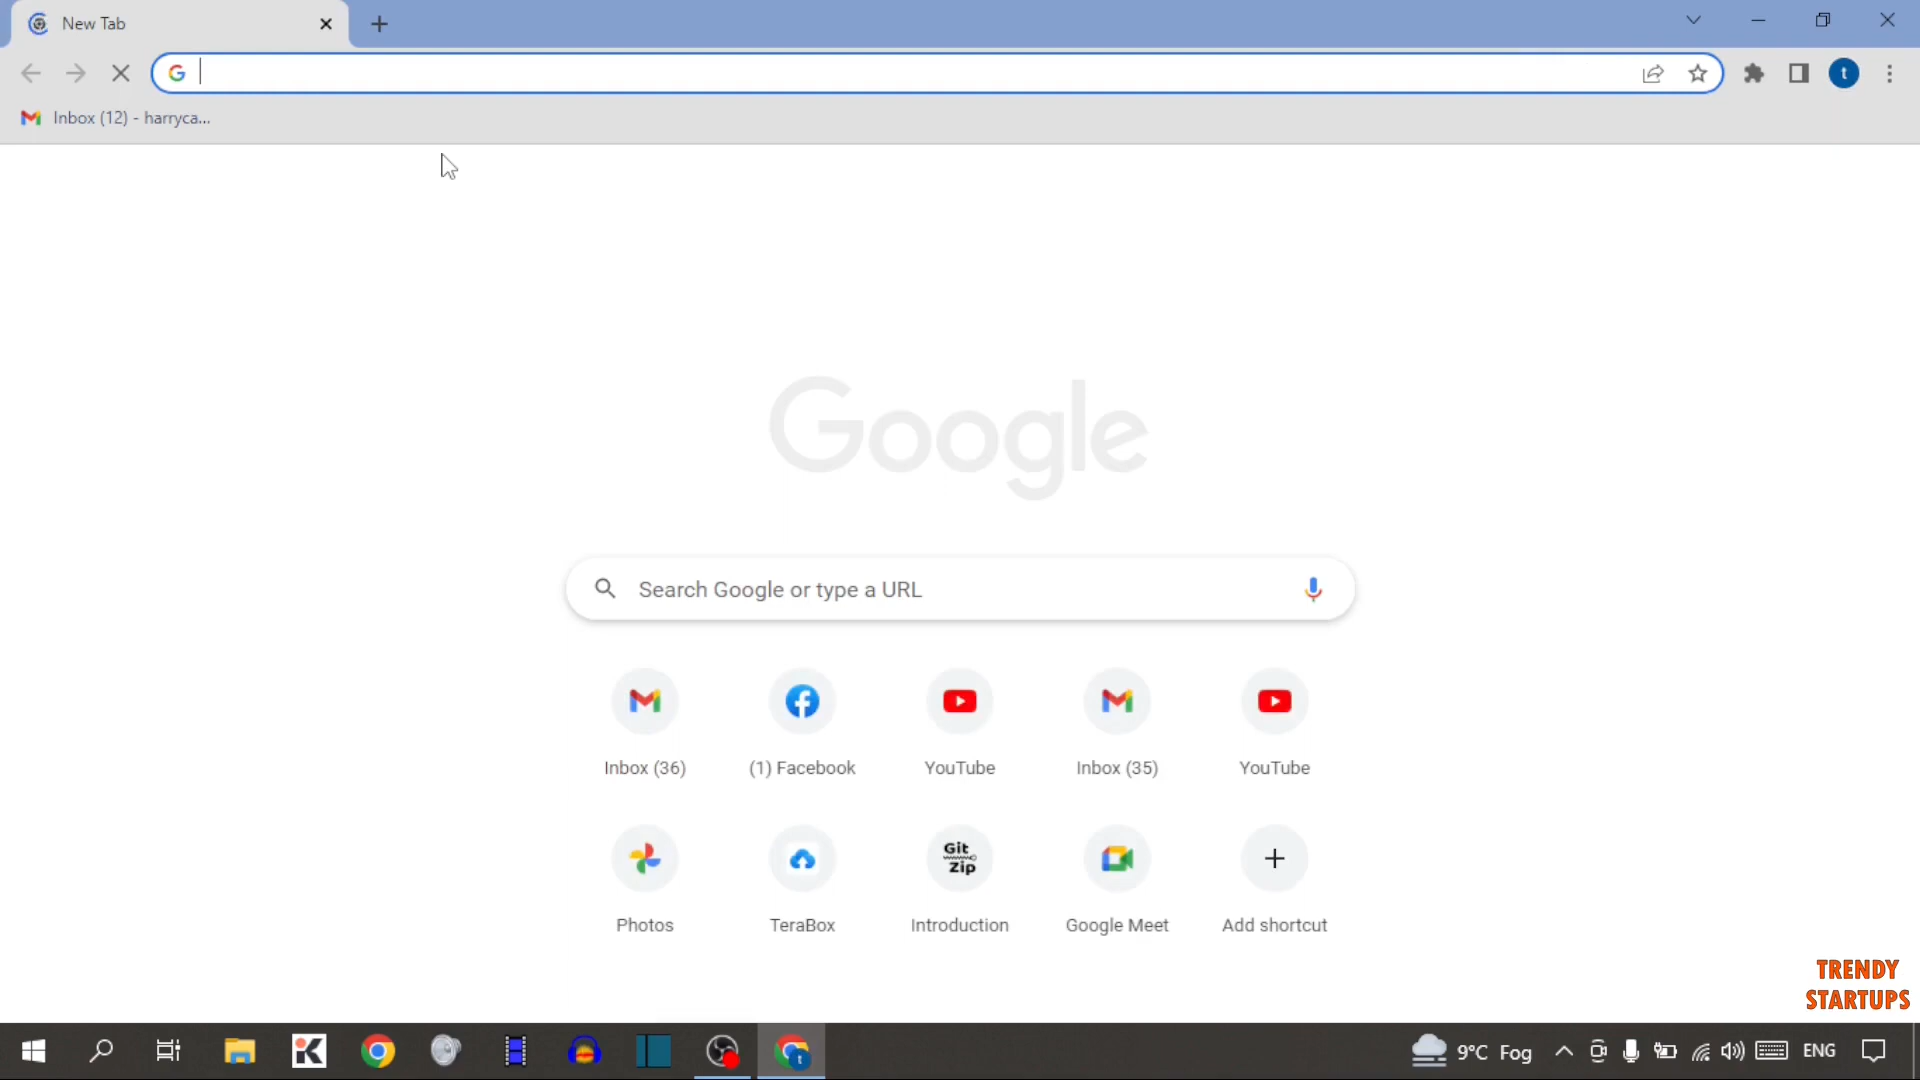 New Tab
Inbox (12) - harryca...
Google
Search Google or type a URL
Inbox (36)
(1) Facebook
YouTube
Inbox (35)
YouTube
Git
Zip
Photos
TeraBox
Introduction
Google Meet
Add shortcut
TRENDY
STARTUPS
9°C Fog
ENG